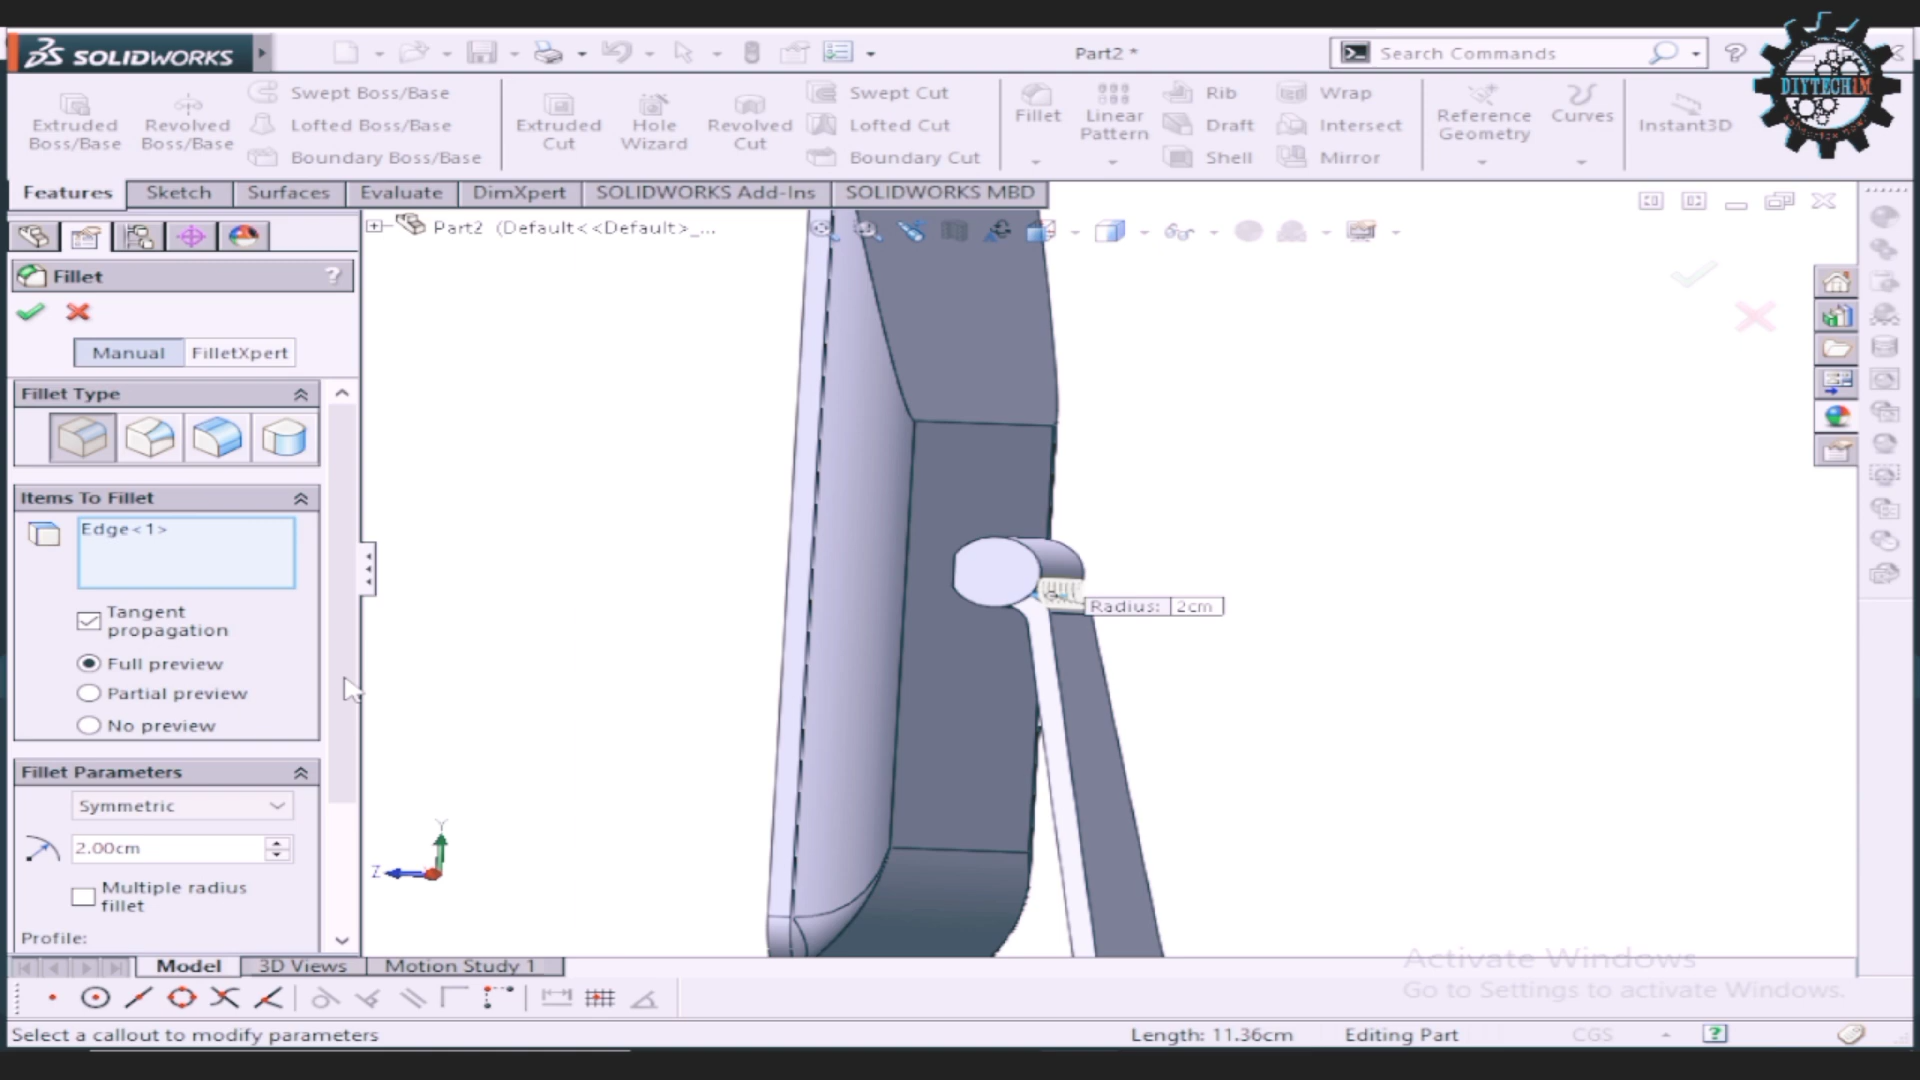 SOLIDWORKS
Part2 *
Search Commands
DIYTECH1M
Extruded Boss/Base
Revolved Boss/Base
Swept Boss/Base
Lofted Boss/Base
Boundary Boss/Base
Extruded Cut
Hole Wizard
Revolved Cut
Swept Cut
Lofted Cut
Boundary Cut
Fillet
Linear Pattern
Rib
Draft
Shell
Wrap
Intersect
Mirror
Reference Geometry
Curves
Instant3D
Features
Sketch
Surfaces
Evaluate
DimXpert
SOLIDWORKS Add-Ins
SOLIDWORKS MBD
Part2 (Default<<Default>_...
Fillet
?
Manual
FilletXpert
Fillet Type
Items To Fillet
Edge<1>
Tangent
propagation
Full preview
Partial preview
No preview
Radius: 2cm
Fillet Parameters
Symmetric
2.00cm
Multiple radius
fillet
Profile:
Y
Z
Activate Windows
Go to Settings to activate Windows.
Model
3D Views
Motion Study 1
Select a callout to modify parameters
Length: 11.36cm
Editing Part
CGS
?